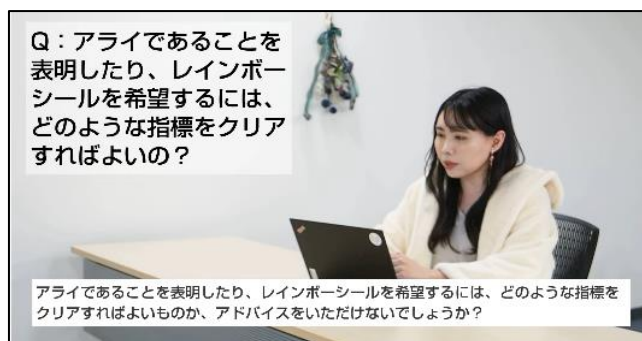 Q：アライであることを
表明したり、レインボー
シールを希望するには、
どのような指標をクリア
すればよいの？
アライであることを表明したり、レインボーシールを希望するには、どのような指標を
クリアすればよいものか、アドバイスをいただけないでしょうか？